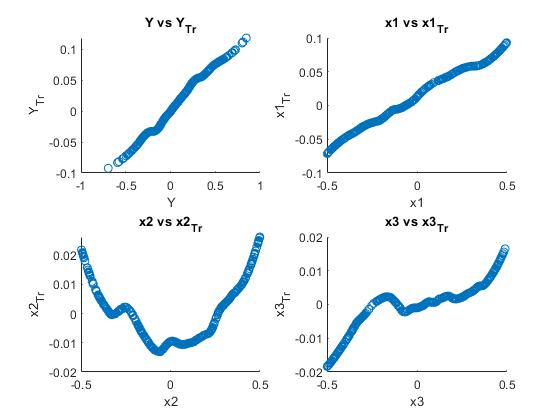 Y vs Y_Tr
Y_Tr
0.1
0.05
0
-0.05
-0.1
-1
-0.5
0
0.5
1
Y
x1 vs x1_Tr
x1_Tr
0.1
0.05
0
-0.05
-0.1
-0.5
0
0.5
x1
x2 vs x2_Tr
x2_Tr
0.02
0.01
0
-0.01
-0.02
-0.5
0
0.5
x2
x3 vs x3_Tr
x3_Tr
0.02
0.01
0
-0.01
-0.02
-0.5
0
0.5
x3